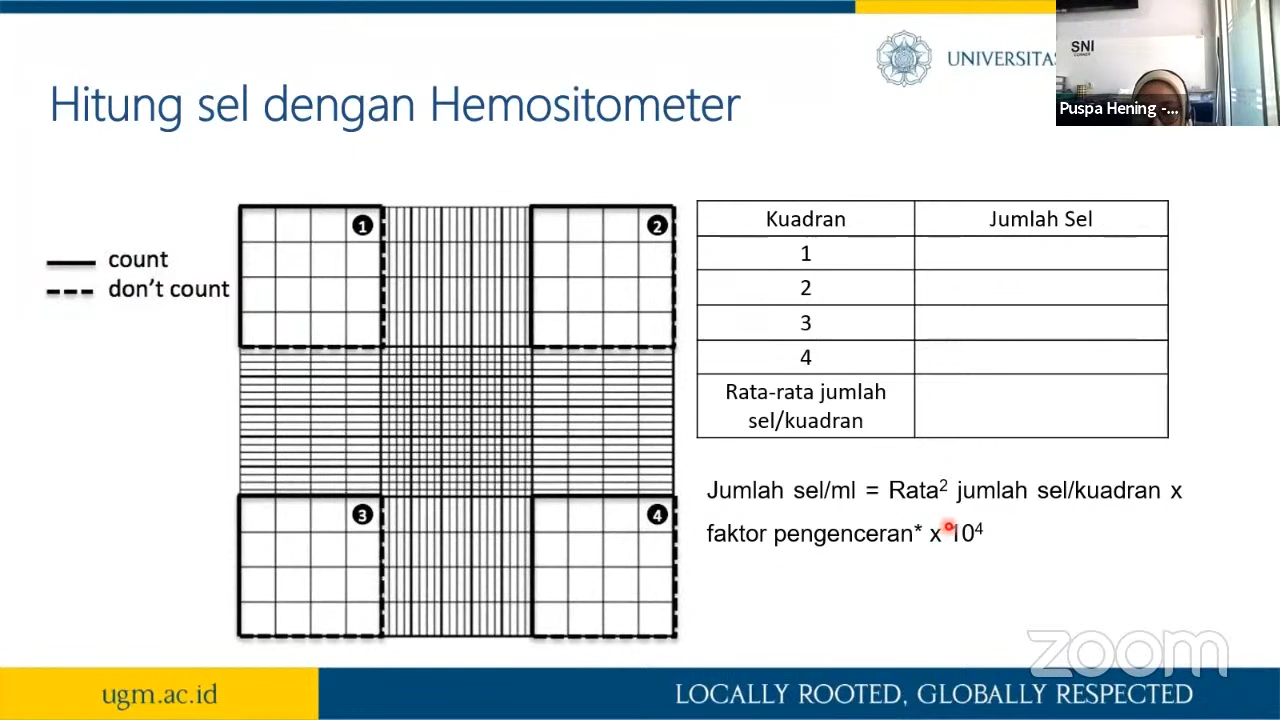 UNIVERSITAS
SNI
Puspa Hening -...
Hitung sel dengan Hemositometer
count
don't count
1
2
3
4
Kuadran Jumlah Sel
1
2
3
4
Rata-rata jumlah
sel/kuadran
Jumlah sel/ml = Rata² jumlah sel/kuadran x
faktor pengenceran* x 10⁴
zoom
ugm.ac.id
LOCALLY ROOTED, GLOBALLY RESPECTED